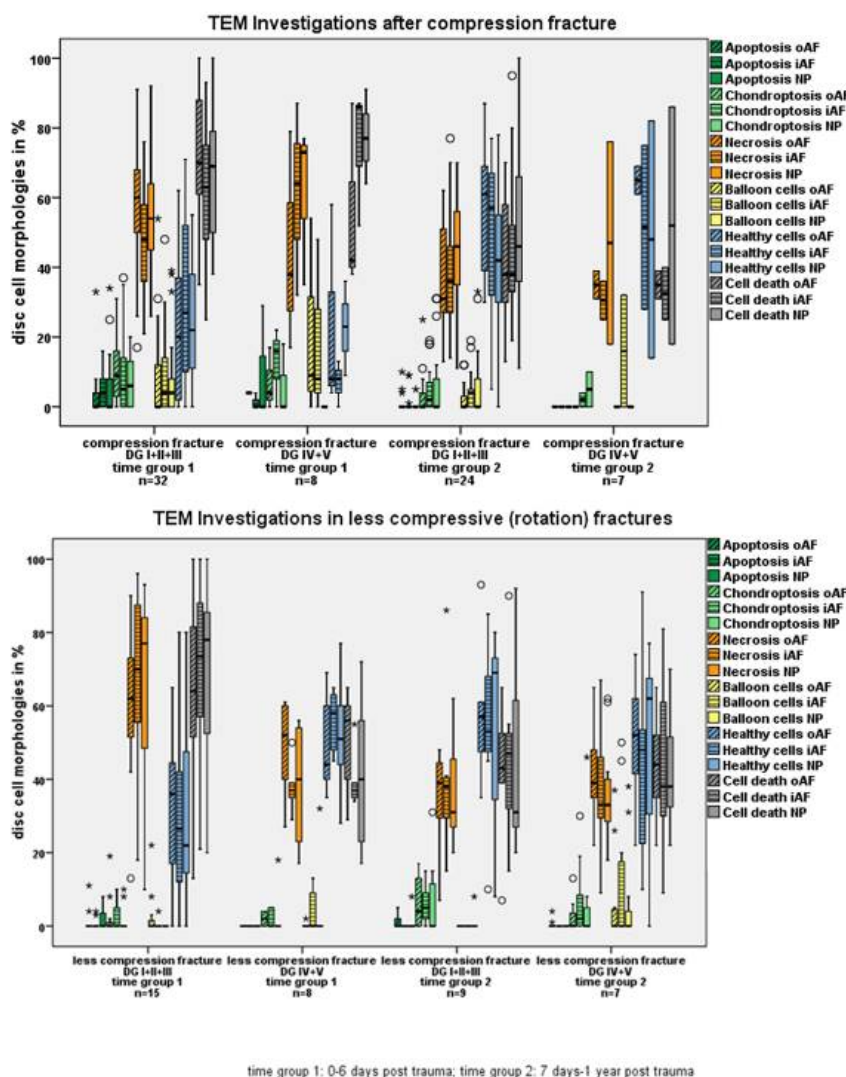 TEM Investigations after compression fracture
disc cell morphologies in %
100
80
60
40
20
0
compression fracture
DG I+II+III
time group 1
n=32
compression fracture
DG IV+V
time group 1
n=8
compression fracture
DG I+II+III
time group 2
n=24
compression fracture
DG IV+V
time group 2
n=7
Apoptosis oAF
Apoptosis iAF
Apoptosis NP
Chondroptosis oAF
Chondroptosis iAF
Chondroptosis NP
Necrosis oAF
Necrosis iAF
Necrosis NP
Balloon cells oAF
Balloon cells iAF
Balloon cells NP
Healthy cells oAF
Healthy cells iAF
Healthy cells NP
Cell death oAF
Cell death iAF
Cell death NP
TEM Investigations in less compressive (rotation) fractures
disc cell morphologies in %
100
80
60
40
20
0
less compression fracture
DG I+II+III
time group 1
n=15
less compression fracture
DG IV+V
time group 1
n=8
less compression fracture
DG I+II+III
time group 2
n=9
less compression fracture
DG IV+V
time group 2
n=7
Apoptosis oAF
Apoptosis iAF
Apoptosis NP
Chondroptosis oAF
Chondroptosis iAF
Chondroptosis NP
Necrosis oAF
Necrosis iAF
Necrosis NP
Balloon cells oAF
Balloon cells iAF
Balloon cells NP
Healthy cells oAF
Healthy cells iAF
Healthy cells NP
Cell death oAF
Cell death iAF
Cell death NP
time group 1: 0-6 days post trauma; time group 2: 7 days-1 year post trauma